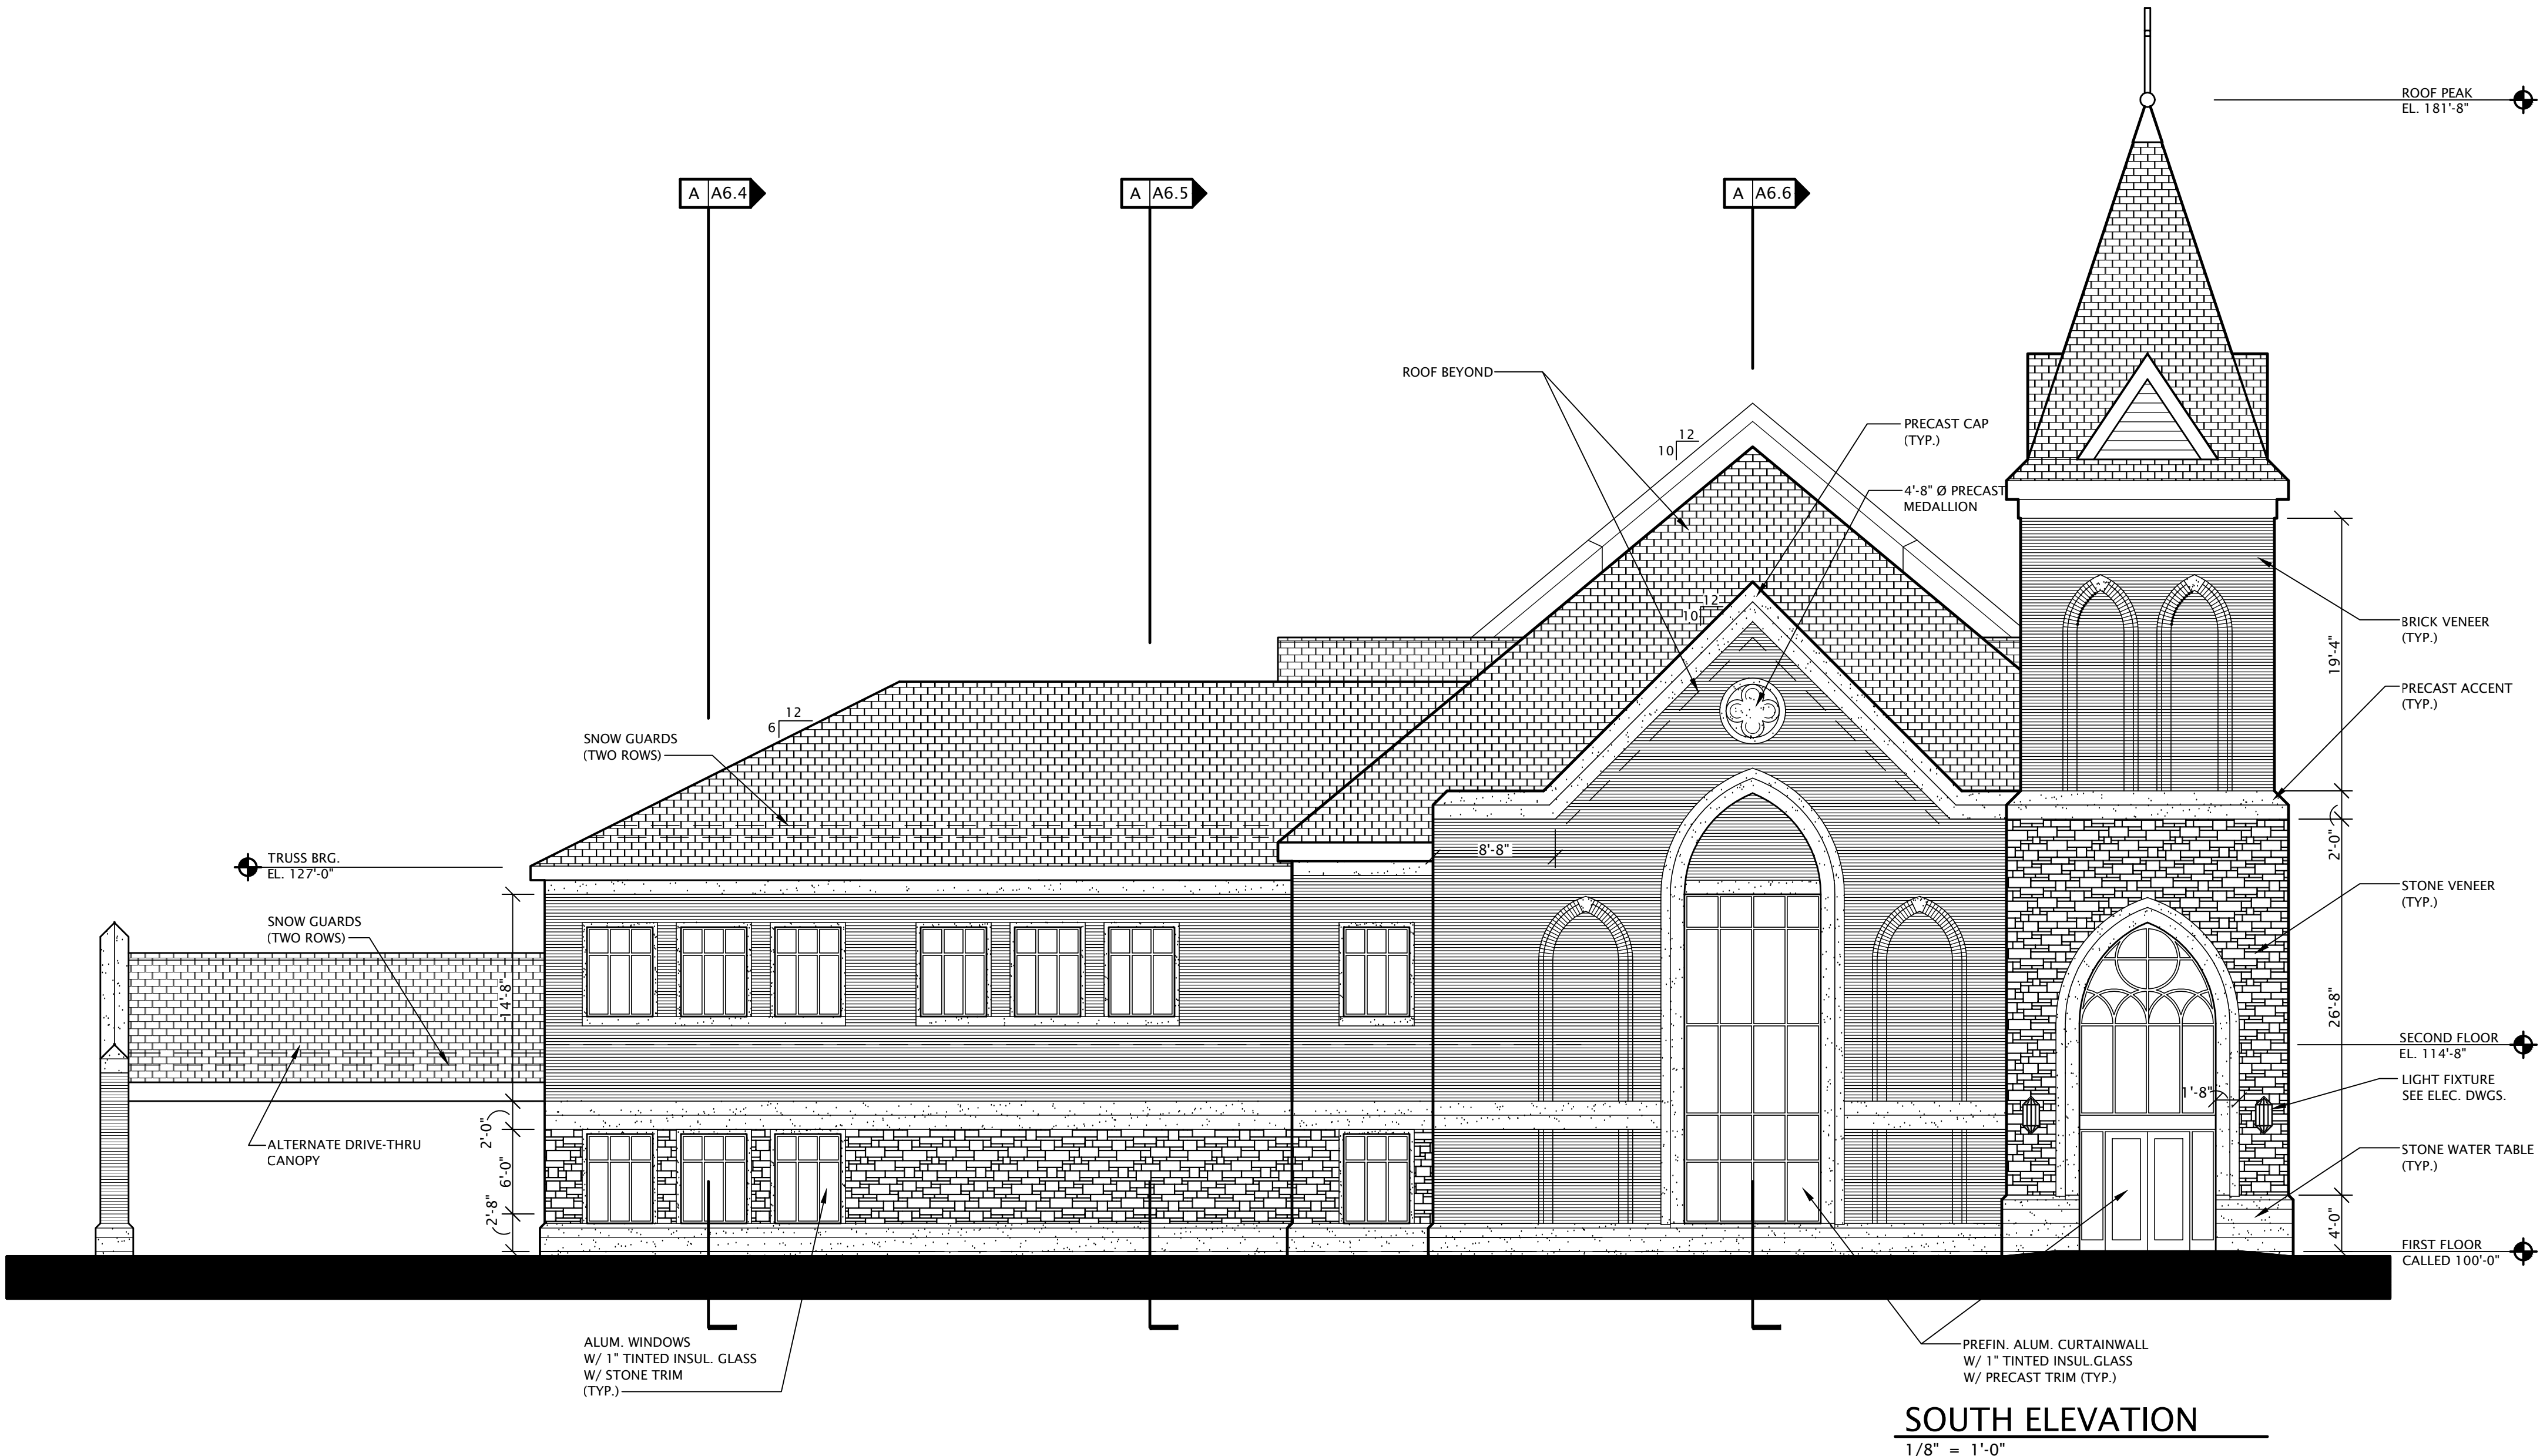 ROOF PEAK
EL. 181'-8"
A A6.4
A A6.5
A A6.6
ROOF BEYOND
12
10
PRECAST CAP
(TYP.)
4'-8" Ø PRECAST
MEDALLION
12
10
BRICK VENEER
(TYP.)
19'-4"
PRECAST ACCENT
(TYP.)
12
6
SNOW GUARDS
(TWO ROWS)
2'-0"
8'-8"
TRUSS BRG.
EL. 127'-0"
STONE VENEER
(TYP.)
SNOW GUARDS
(TWO ROWS)
14'-8"
26'-8"
SECOND FLOOR
EL. 114'-8"
LIGHT FIXTURE
SEE ELEC. DWGS.
1'-8"
2'-0"
ALTERNATE DRIVE-THRU
CANOPY
6'-0"
STONE WATER TABLE
(TYP.)
2'-8"
4'-0"
FIRST FLOOR
CALLED 100'-0"
ALUM. WINDOWS
W/ 1" TINTED INSUL. GLASS
W/ STONE TRIM
(TYP.)
PREFIN. ALUM. CURTAINWALL
W/ 1" TINTED INSUL.GLASS
W/ PRECAST TRIM (TYP.)
SOUTH ELEVATION
1/8" = 1'-0"